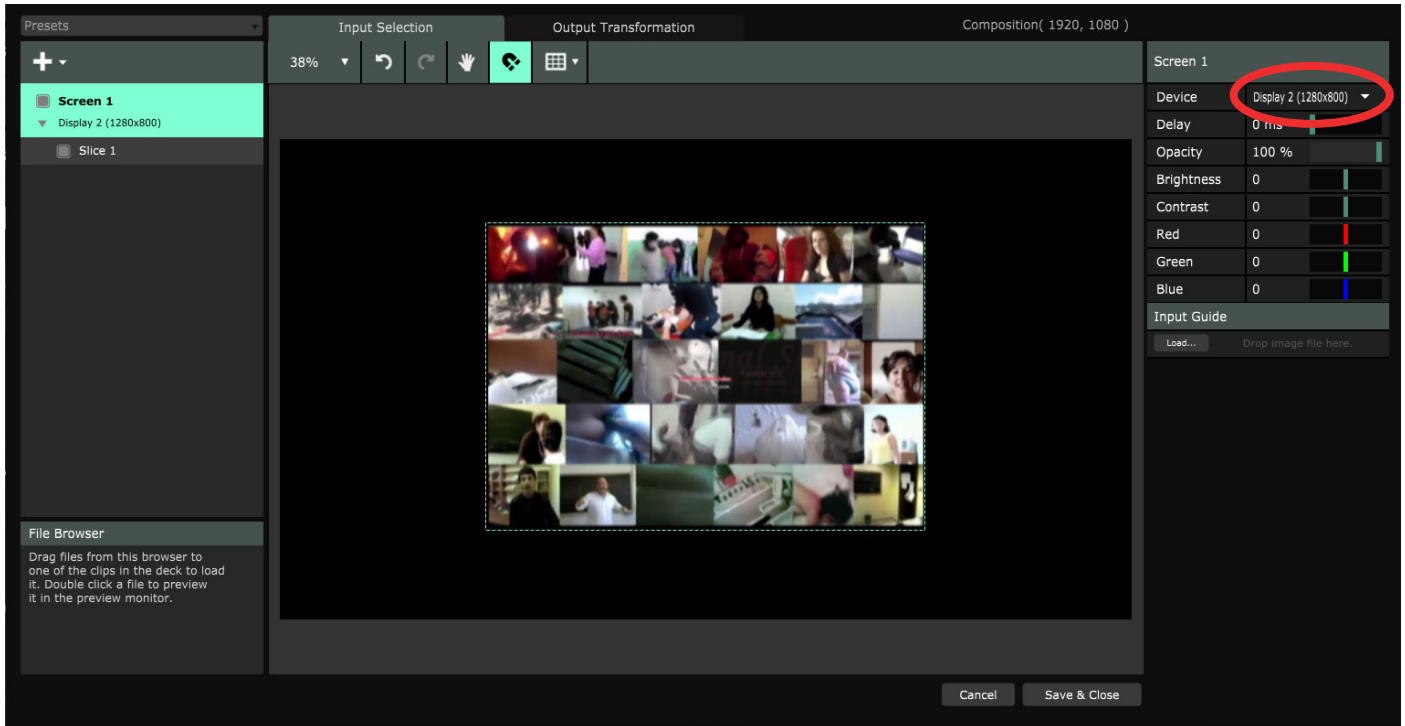 Presets
Input Selection
Output Transformation
Composition( 1920, 1080 )
38%
Screen 1
Display 2 (1280x800)
Slice 1
File Browser
Drag files from this browser to
one of the clips in the deck to load
it. Double click a file to preview
it in the preview monitor.
Screen 1
Device Display 2 (1280x800)
Delay 0 ms
Opacity 100 %
Brightness 0
Contrast 0
Red 0
Green 0
Blue 0
Input Guide
Load... Drop image file here.
Cancel Save & Close